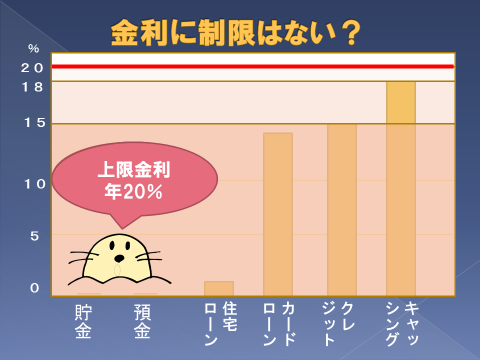 金利に制限はない？
％
２０
１８
１５
１０
５
０
上限金利
年20％
貯金
預金
住宅
ローン
カード
ローン
クレ
ジット
キャッ
シング